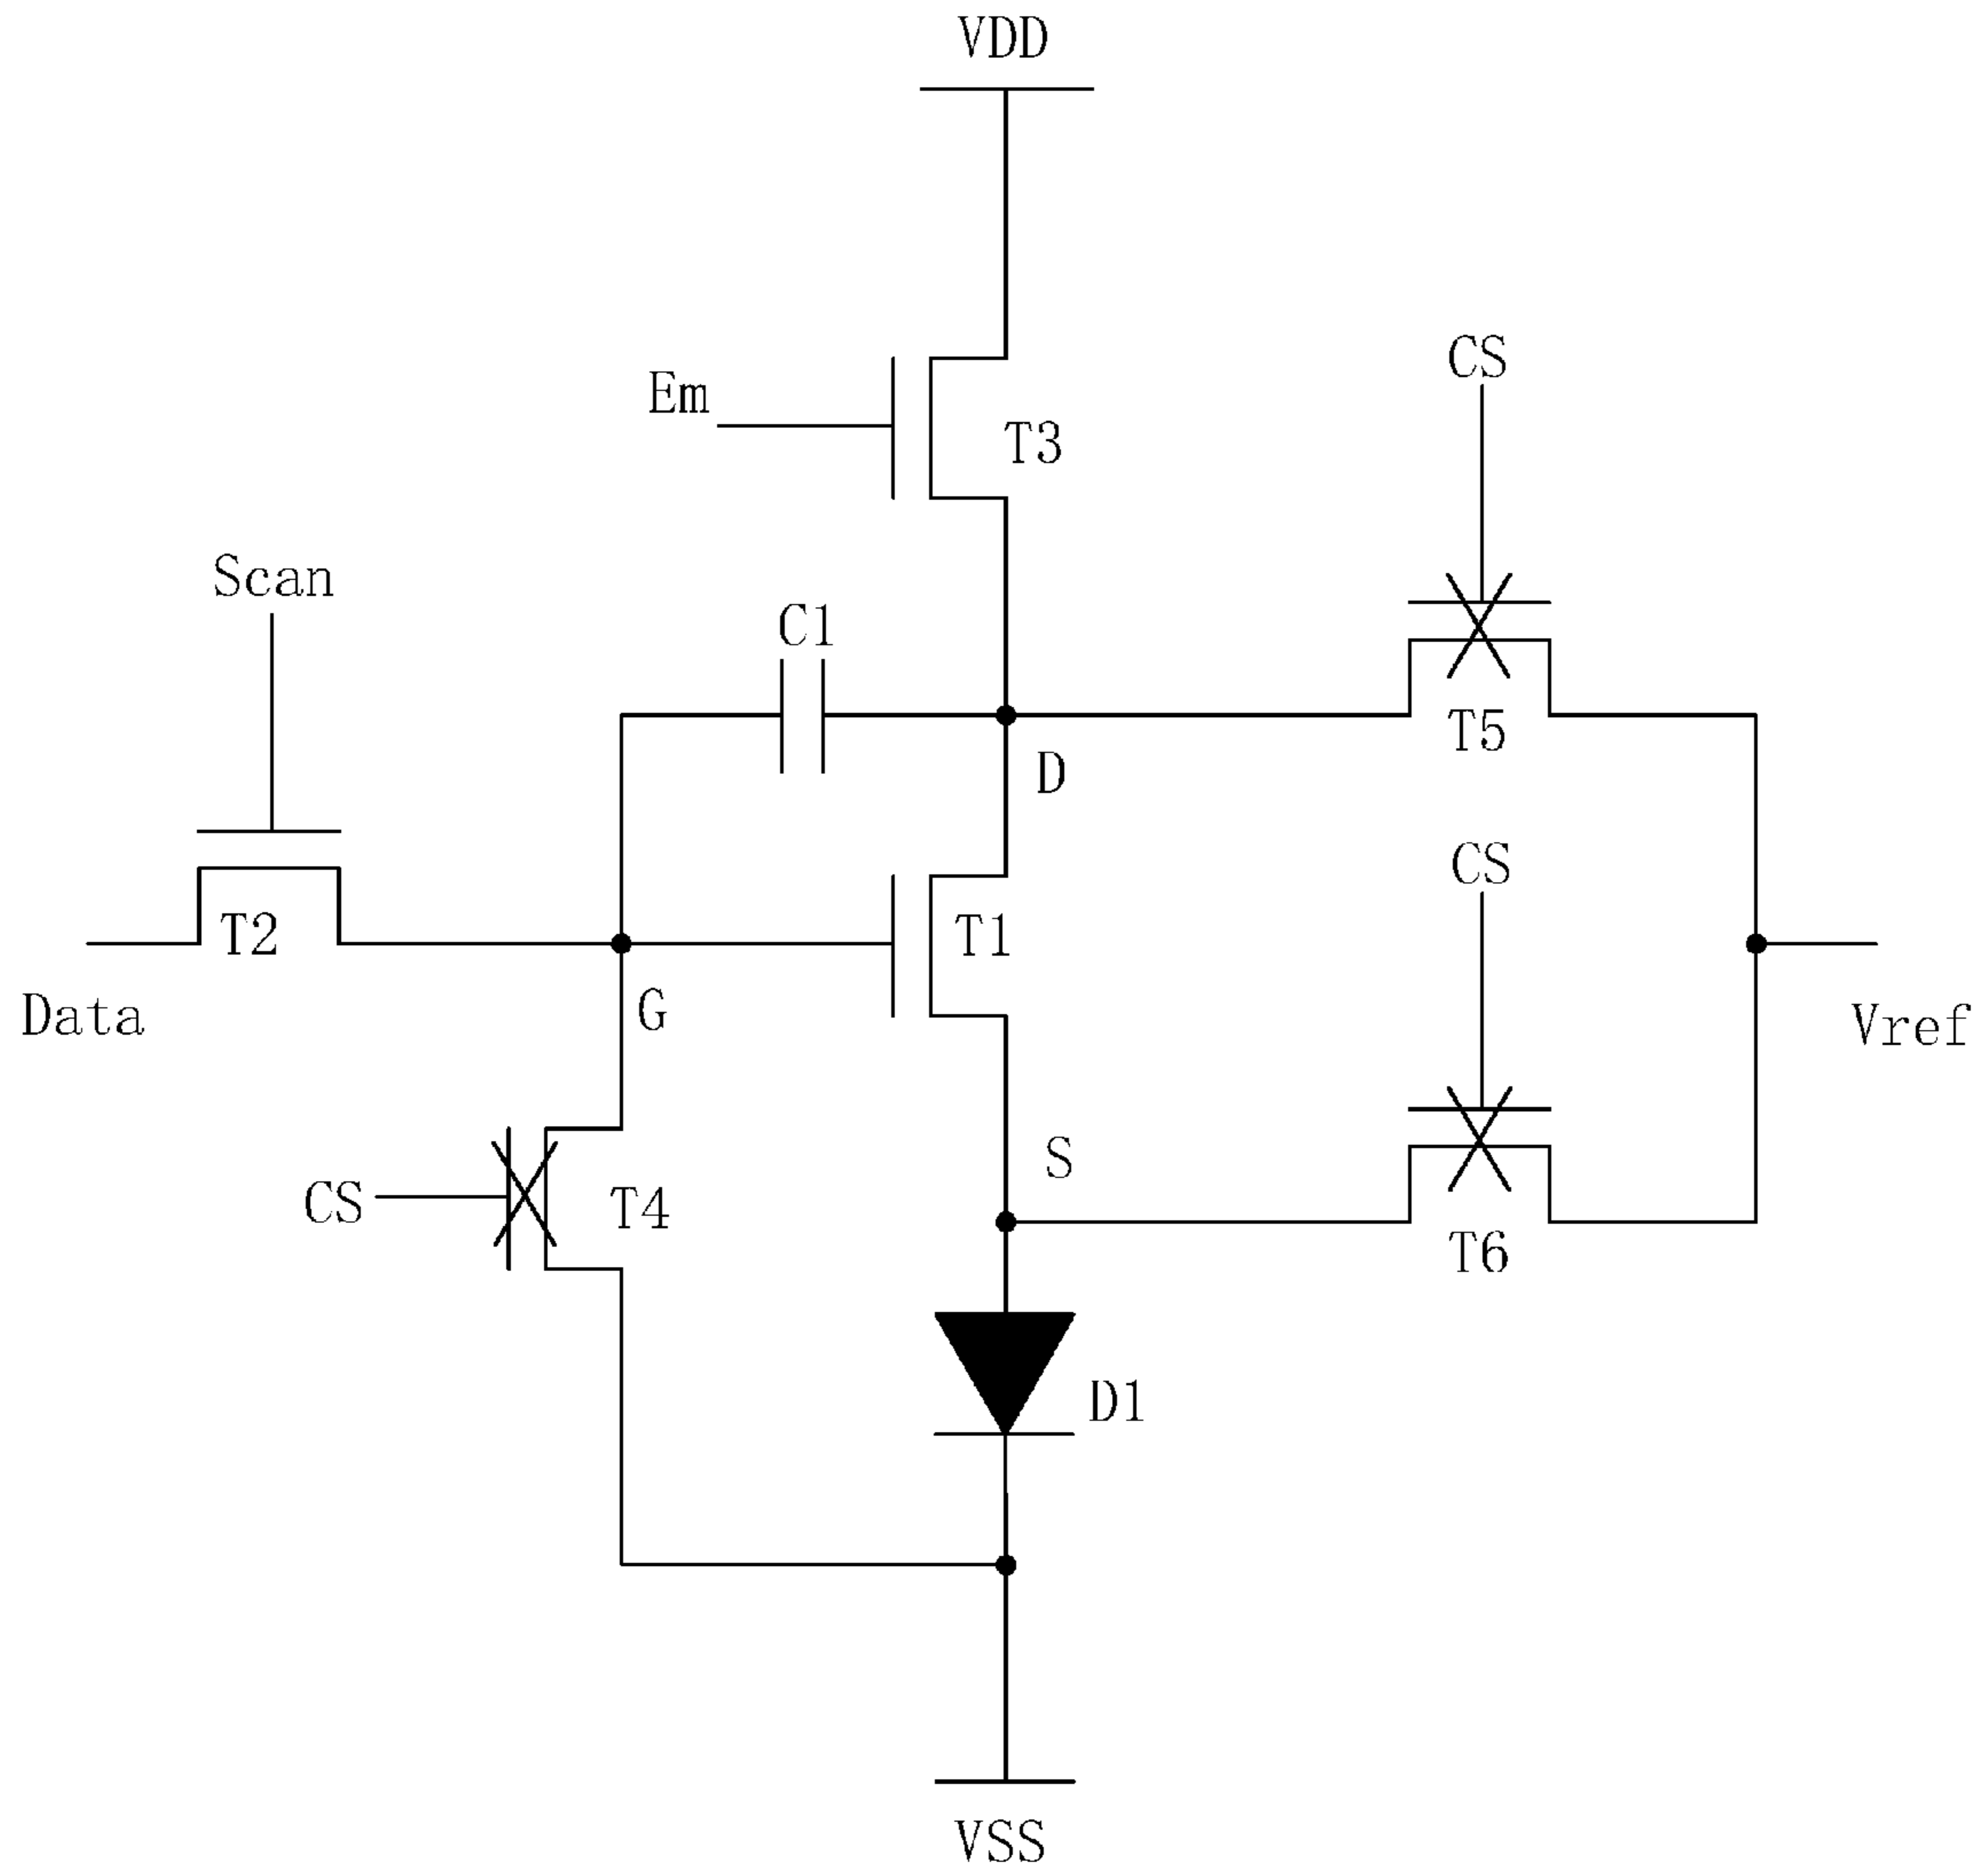 VDD
CS
Em
T3
Scan
C1
T5
D
CS
T1
T2
G
Data
Vref
S
CS
T4
T6
D1
VSS